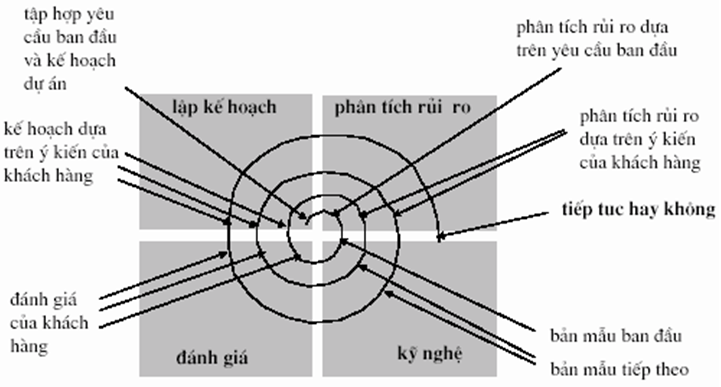 tập hợp yêu
cầu ban đầu
và kế hoạch
dự án
phân tích rủi ro dựa
trên yêu cầu ban đầu
lập kế hoạch
phân tích rủi ro
kế hoạch dựa
trên ý kiến của
khách hàng
phân tích rủi ro
dựa trên ý kiến
của khách hàng
tiếp tuc hay không
đánh giá
của khách
hàng
đánh giá
kỹ nghệ
bản mẫu ban đầu
bản mẫu tiếp theo